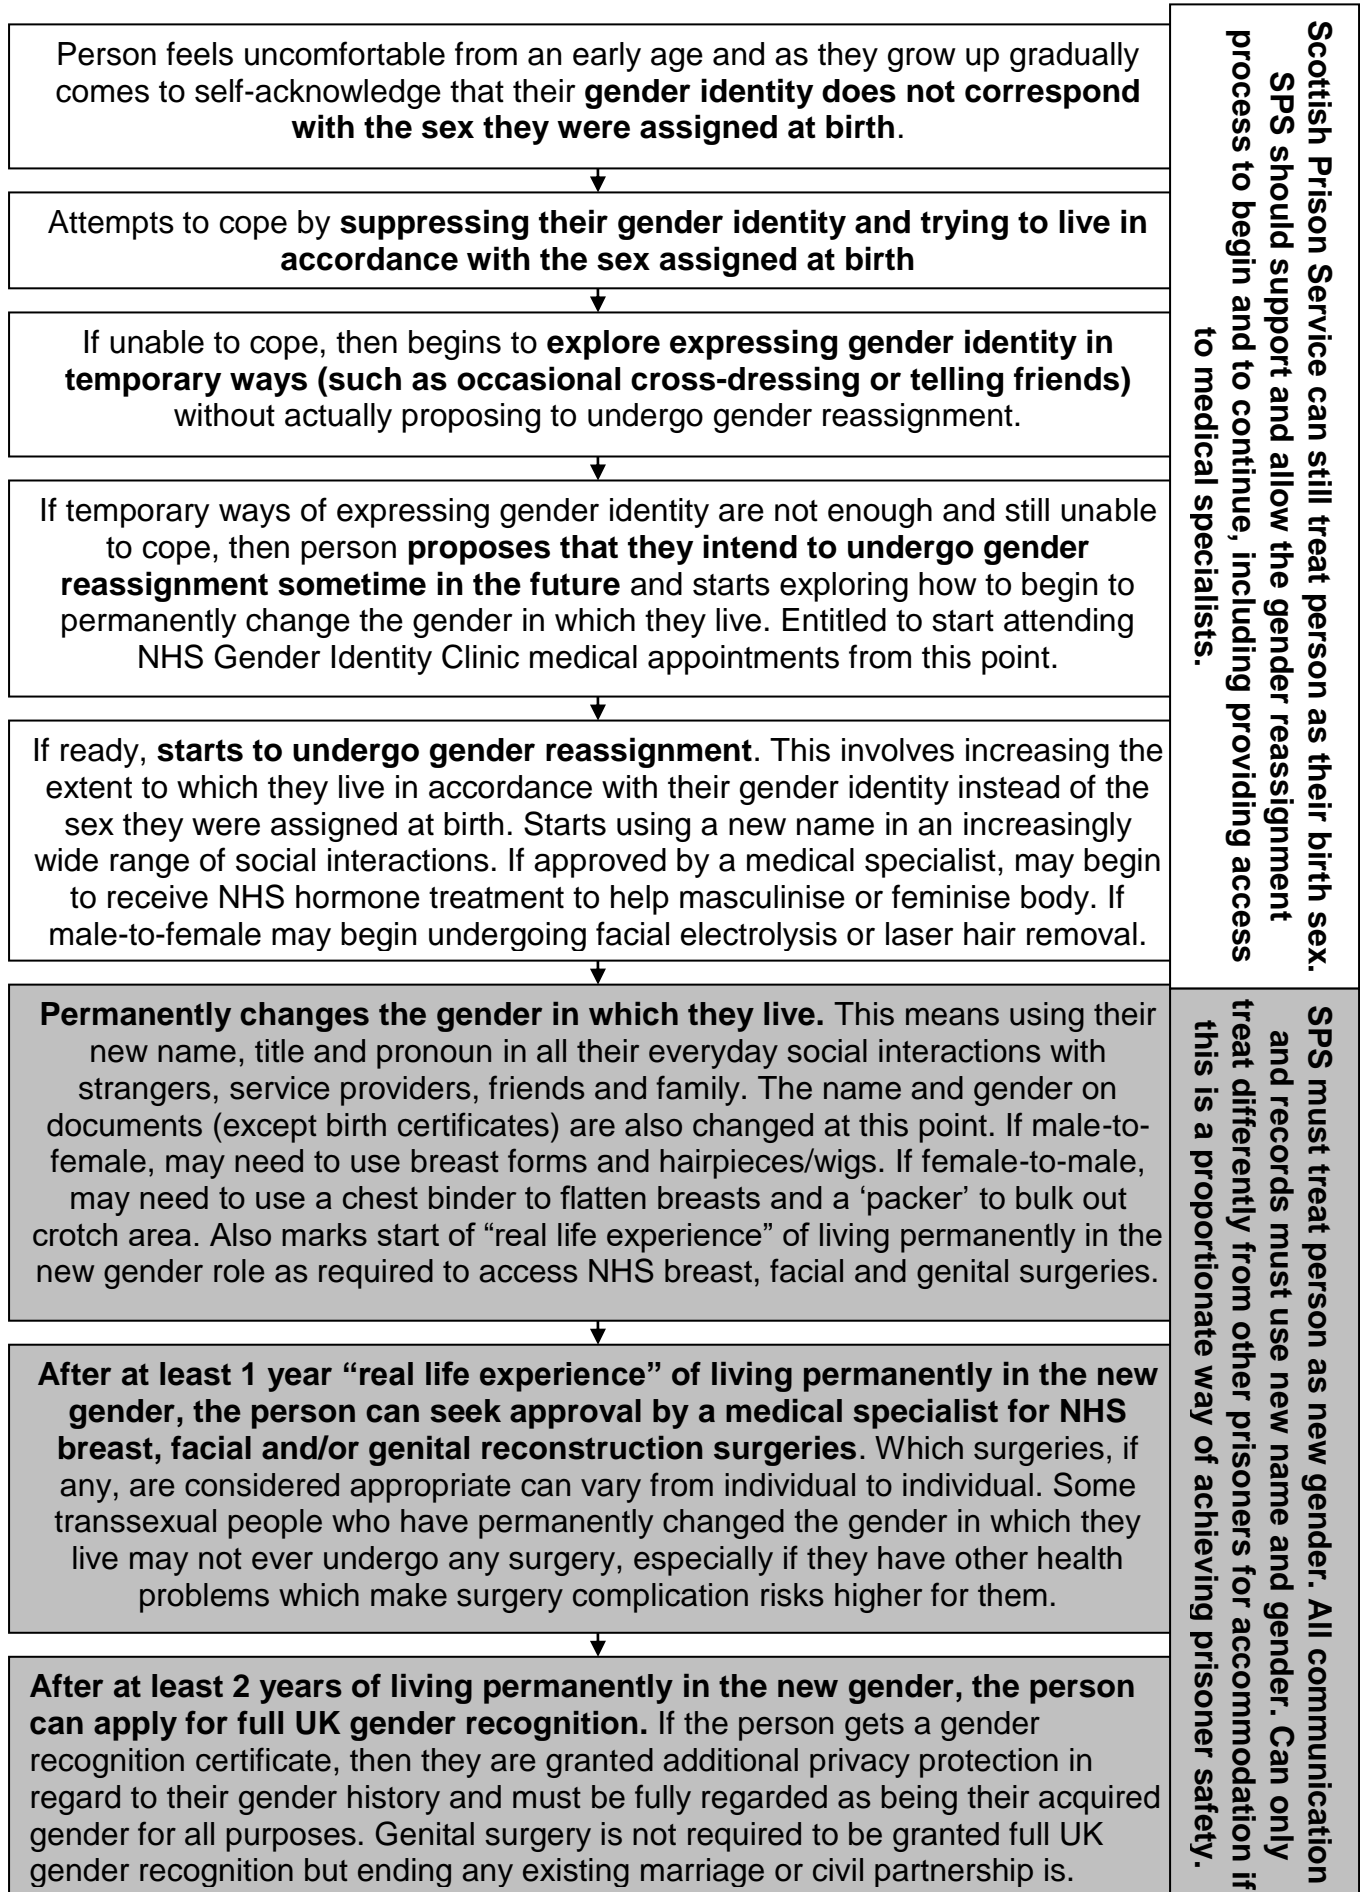 Person feels uncomfortable from an early age and as they grow up gradually
comes to self-acknowledge that their gender identity does not correspond
with the sex they were assigned at birth.
Attempts to cope by suppressing their gender identity and trying to live in
accordance with the sex assigned at birth
If unable to cope, then begins to explore expressing gender identity in
temporary ways (such as occasional cross-dressing or telling friends)
without actually proposing to undergo gender reassignment.
If temporary ways of expressing gender identity are not enough and still unable
to cope, then person proposes that they intend to undergo gender
reassignment sometime in the future and starts exploring how to begin to
permanently change the gender in which they live. Entitled to start attending
NHS Gender Identity Clinic medical appointments from this point.
If ready, starts to undergo gender reassignment. This involves increasing the
extent to which they live in accordance with their gender identity instead of the
sex they were assigned at birth. Starts using a new name in an increasingly
wide range of social interactions. If approved by a medical specialist, may begin
to receive NHS hormone treatment to help masculinise or feminise body. If
male-to-female may begin undergoing facial electrolysis or laser hair removal.
Permanently changes the gender in which they live. This means using their
new name, title and pronoun in all their everyday social interactions with
strangers, service providers, friends and family. The name and gender on
documents (except birth certificates) are also changed at this point. If male-to-
female, may need to use breast forms and hairpieces/wigs. If female-to-male,
may need to use a chest binder to flatten breasts and a ‘packer’ to bulk out
crotch area. Also marks start of “real life experience” of living permanently in the
new gender role as required to access NHS breast, facial and genital surgeries.
After at least 1 year “real life experience” of living permanently in the new
gender, the person can seek approval by a medical specialist for NHS
breast, facial and/or genital reconstruction surgeries. Which surgeries, if
any, are considered appropriate can vary from individual to individual. Some
transsexual people who have permanently changed the gender in which they
live may not ever undergo any surgery, especially if they have other health
problems which make surgery complication risks higher for them.
After at least 2 years of living permanently in the new gender, the person
can apply for full UK gender recognition. If the person gets a gender
recognition certificate, then they are granted additional privacy protection in
regard to their gender history and must be fully regarded as being their acquired
gender for all purposes. Genital surgery is not required to be granted full UK
gender recognition but ending any existing marriage or civil partnership is.
Scottish Prison Service can still treat person as their birth sex.
SPS should support and allow the gender reassignment
process to begin and to continue, including providing access
to medical specialists.
SPS must treat person as new gender. All communication
and records must use new name and gender. Can only
treat differently from other prisoners for accommodation if
this is a proportionate way of achieving prisoner safety.